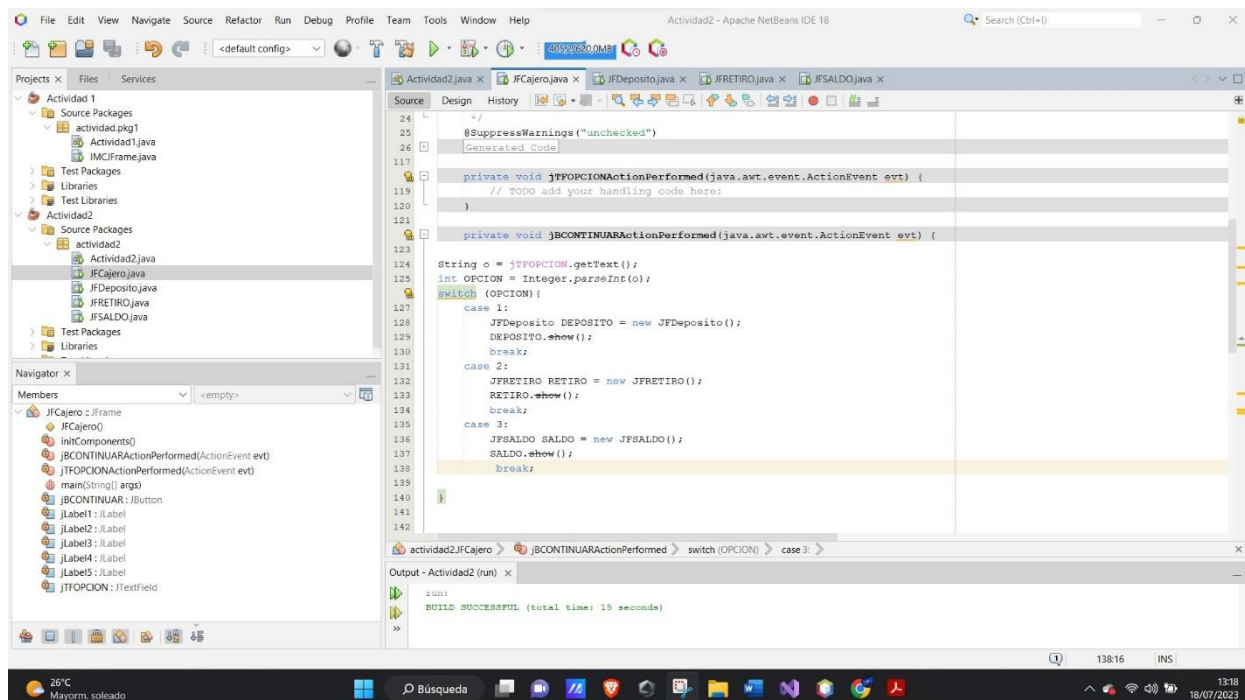 File Edit View Navigate Source Refactor Run Debug Profile Team Tools Window Help Actividad2 - Apache NetBeans IDE 18 Search (Ctrl+I)
<default config>
Projects Files Services
Actividad 1
Source Packages
actividad.pkg1
Actividad1.java
IMCJFrame.java
Test Packages
Libraries
Test Libraries
Actividad2
Source Packages
actividad2
Actividad2.java
JFCajero.java
JFDeposito.java
JFRETIRO.java
JFSALDO.java
Test Packages
Libraries
Navigator
Members <empty>
JFCajero :: JFrame
JFCajero()
initComponents()
jBCONTINUARActionPerformed(ActionEvent evt)
jTFOPCIONActionPerformed(ActionEvent evt)
main(String[] args)
jBCONTINUAR : JButton
jLabel1 : JLabel
jLabel2 : JLabel
jLabel3 : JLabel
jLabel4 : JLabel
jLabel5 : JLabel
jTFOPCION : JTextField
Actividad2.java JFCajero.java JFDeposito.java JFRETIRO.java JFSALDO.java
Source Design History
24 */
25 @SuppressWarnings("unchecked")
26 Generated Code
117
private void jTFOPCIONActionPerformed(java.awt.event.ActionEvent evt) {
119 // TODO add your handling code here:
120 }
121
private void jBCONTINUARActionPerformed(java.awt.event.ActionEvent evt) {
123
124 String o = jTFOPCION.getText();
125 int OPCION = Integer.parseInt(o);
switch (OPCION){
127 case 1:
128 JFDeposito DEPOSITO = new JFDeposito();
129 DEPOSITO.show();
130 break;
131 case 2:
132 JFRETIRO RETIRO = new JFRETIRO();
133 RETIRO.show();
134 break;
135 case 3:
136 JFSALDO SALDO = new JFSALDO();
137 SALDO.show();
138 break;
139
140 }
141
142
actividad2.JFCajero jBCONTINUARActionPerformed switch (OPCION) case 3:
Output - Actividad2 (run)
run:
BUILD SUCCESSFUL (total time: 19 seconds)
1 138:16 INS
26°C
Mayorm. soleado
Búsqueda
13:18
18/07/2023